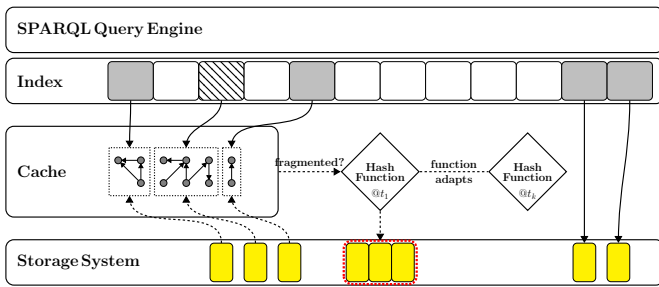 SPARQL Query Engine
Index
Cache
fragmented?
Hash
Function
@t1
function
adapts
Hash
Function
@tk
Storage System